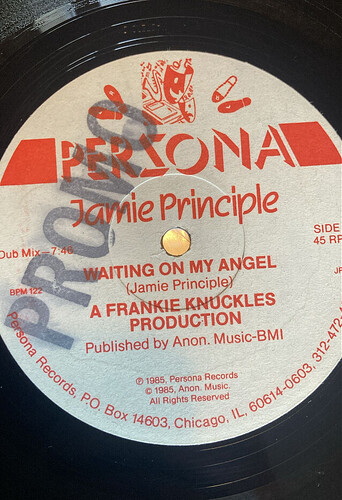 PERSONA
PROMO
Jamie Principle
Dub Mix–7:46
SIDE
45 RP
BPM 122
JP
WAITING ON MY ANGEL
(Jamie Principle)
A FRANKIE KNUCKLES
PRODUCTION
Published by Anon. Music-BMI
℗ 1985, Persona Records
© 1985, Anon. Music.
All Rights Reserved
Persona Records, P.O. Box 14603, Chicago, IL, 60614-0603, 312-472-